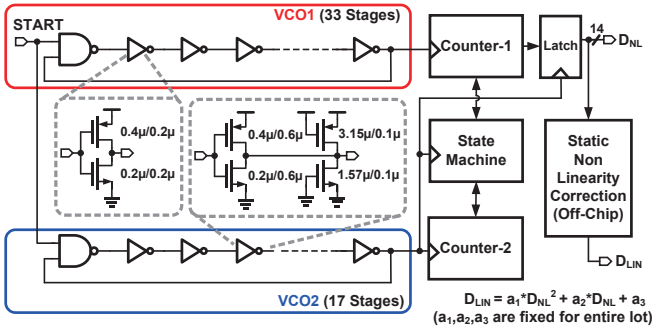 VCO1 (33 Stages)
START
Counter-1
Latch
14
D_NL
0.4μ/0.2μ
0.2μ/0.2μ
0.4μ/0.6μ
3.15μ/0.1μ
0.2μ/0.6μ
1.57μ/0.1μ
State
Machine
Static
Non
Linearity
Correction
(Off-Chip)
Counter-2
D_LIN
VCO2 (17 Stages)
D_LIN = a₁*D_NL² + a₂*D_NL + a₃
(a₁,a₂,a₃ are fixed for entire lot)